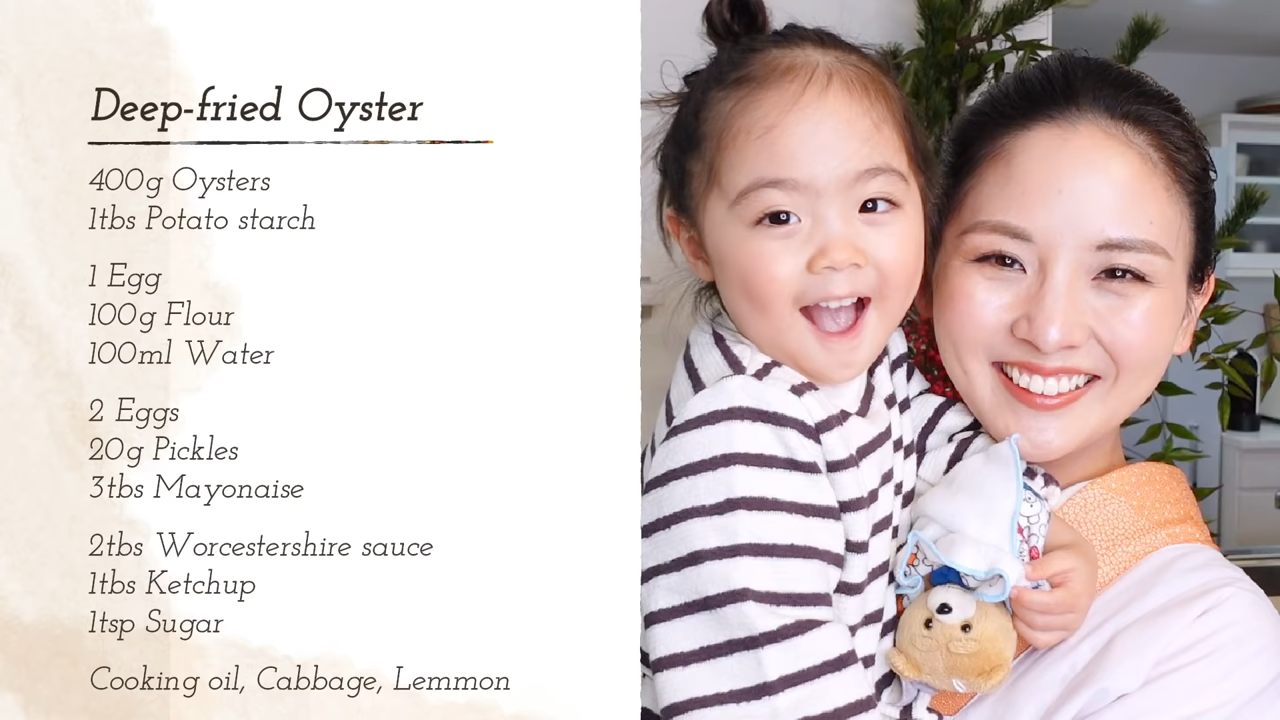 Deep-fried Oyster
400g Oysters
1tbs Potato starch
1 Egg
100g Flour
100ml Water
2 Eggs
20g Pickles
3tbs Mayonaise
2tbs Worcestershire sauce
1tbs Ketchup
1tsp Sugar
Cooking oil, Cabbage, Lemmon